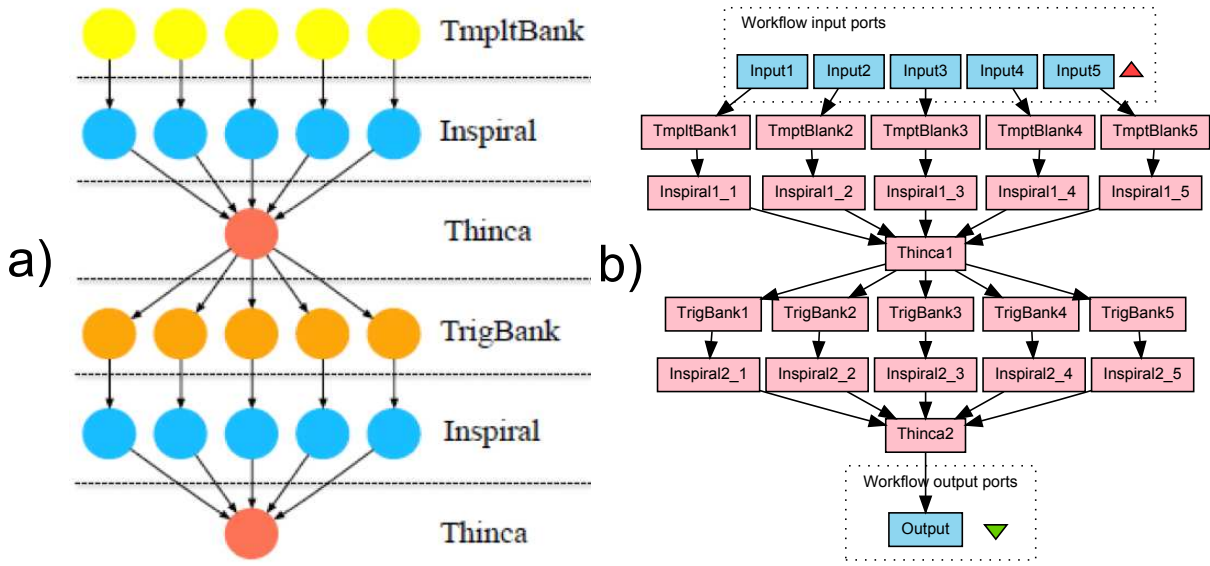 a)
TmpltBank
Inspiral
Thinca
TrigBank
Inspiral
Thinca
b)
Workflow input ports
Input1 Input2 Input3 Input4 Input5
TmpltBank1 TmptBlank2 TmptBlank3 TmptBlank4 TmptBlank5
Inspiral1_1 Inspiral1_2 Inspiral1_3 Inspiral1_4 Inspiral1_5
Thinca1
TrigBank1 TrigBank2 TrigBank3 TrigBank4 TrigBank5
Inspiral2_1 Inspiral2_2 Inspiral2_3 Inspiral2_4 Inspiral2_5
Thinca2
Workflow output ports
Output